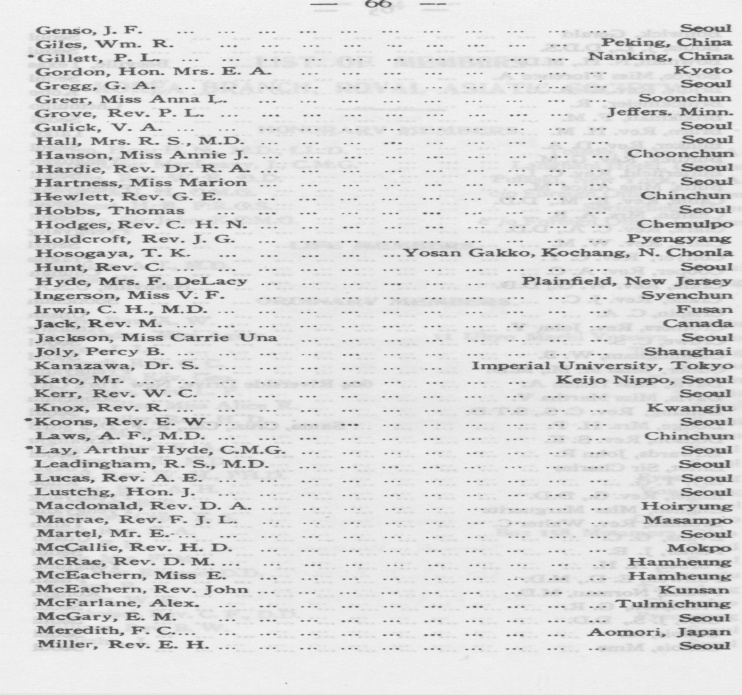 — 66 —
Genso, J. F. ... ... ... ... ... ... ... ... ... Seoul
Giles, Wm. R. ... ... ... ... ... ... ... Peking, China
*Gillett, P. L. ... ... ... ... ... ... ... Nanking, China
Gordon, Hon. Mrs. E. A. ... ... ... ... ... ... Kyoto
Gregg, G. A. ... ... ... ... ... ... ... ... Seoul
Greer, Miss Anna L. ... ... ... ... ... ... Soonchun
Grove, Rev. P. L. ... ... ... ... ... ... Jeffers. Minn.
Gulick, V. A. ... ... ... ... ... ... ... ... Seoul
Hall, Mrs. R. S., M.D. ... ... ... ... ... ... Seoul
Hanson, Miss Annie J. ... ... ... ... ... Choonchun
Hardie, Rev. Dr. R. A. ... ... ... ... ... ... Seoul
Hartness, Miss Marion ... ... ... ... ... ... Seoul
Hewlett, Rev. G. E. ... ... ... ... ... ... Chinchun
Hobbs, Thomas ... ... ... ... ... ... ... Seoul
Hodges, Rev. C. H. N. ... ... ... ... ... Chemulpo
Holdcroft, Rev. J. G. ... ... ... ... ... Pyengyang
Hosogaya, T. K. ... ... ... Yosan Gakko, Kochang, N. Chonla
Hunt, Rev. C. ... ... ... ... ... ... ... ... Seoul
Hyde, Mrs. F. DeLacy ... ... ... ... Plainfield, New Jersey
Ingerson, Miss V. F. ... ... ... ... ... ... Syenchun
Irwin, C. H., M.D. ... ... ... ... ... ... ... Fusan
Jack, Rev. M. ... ... ... ... ... ... ... Canada
Jackson, Miss Carrie Una ... ... ... ... ... ... Seoul
Joly, Percy B. ... ... ... ... ... ... ... Shanghai
Kanazawa, Dr. S. ... ... ... ... Imperial University, Tokyo
Kato, Mr. ... ... ... ... ... ... ... Keijo Nippo, Seoul
Kerr, Rev. W. C. ... ... ... ... ... ... ... Seoul
Knox, Rev. R. ... ... ... ... ... ... ... Kwangju
*Koons, Rev. E. W. ... ... ... ... ... ... ... Seoul
Laws, A. F., M.D. ... ... ... ... ... ... Chinchun
*Lay, Arthur Hyde, C.M.G. ... ... ... ... ... ... Seoul
Leadingham, R. S., M.D. ... ... ... ... ... ... Seoul
Lucas, Rev. A. E. ... ... ... ... ... ... ... Seoul
Lustchg, Hon. J. ... ... ... ... ... ... ... Seoul
Macdonald, Rev. D. A. ... ... ... ... ... ... Hoiryung
Macrae, Rev. F. J. L. ... ... ... ... ... ... Masampo
Martel, Mr. E. ... ... ... ... ... ... ... ... Seoul
McCallie, Rev. H. D. ... ... ... ... ... ... Mokpo
McRae, Rev. D. M. ... ... ... ... ... ... Hamheung
McEachern, Miss E. ... ... ... ... ... ... Hamheung
McEachern, Rev. John ... ... ... ... ... ... Kunsan
McFarlane, Alex. ... ... ... ... ... ... Tulmichung
McGary, E. M. ... ... ... ... ... ... ... Seoul
Meredith, F. C. ... ... ... ... ... ... Aomori, Japan
Miller, Rev. E. H. ... ... ... ... ... ... ... Seoul